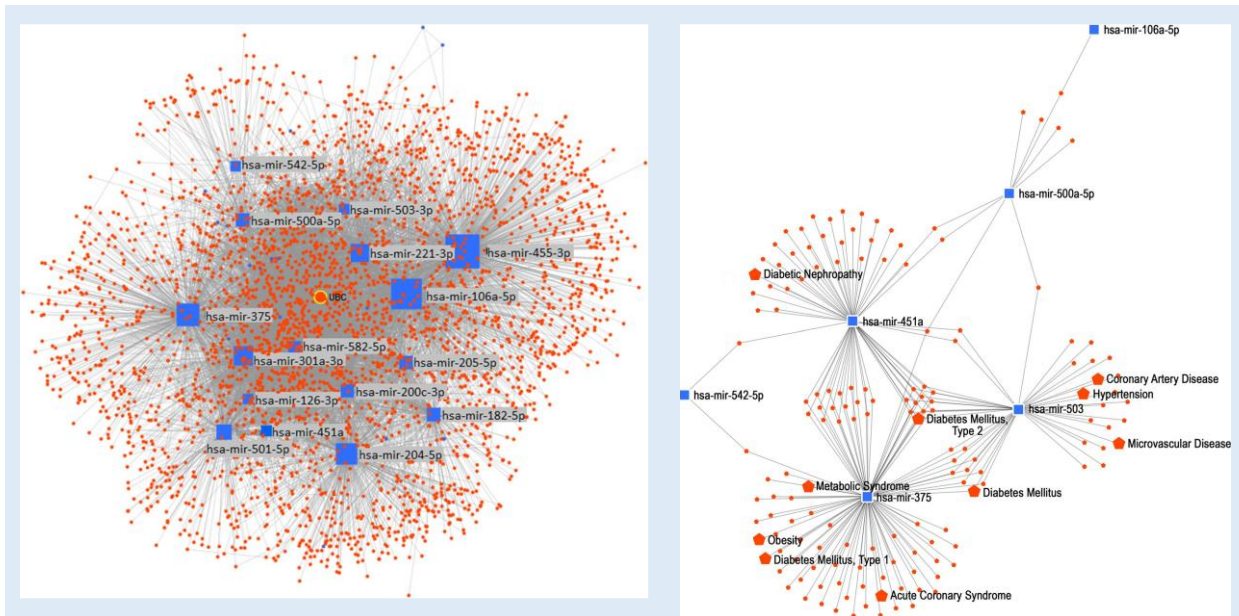 hsa-mir-542-5p
hsa-mir-503-3p
hsa-mir-500a-5p
hsa-mir-221-3p
hsa-mir-455-3p
UBC
hsa-mir-106a-5p
hsa-mir-375
hsa-mir-582-5p
hsa-mir-301a-3p
hsa-mir-205-5p
hsa-mir-200c-3p
hsa-mir-126-3p
hsa-mir-182-5p
hsa-mir-451a
hsa-mir-501-5p
hsa-mir-204-5p
hsa-mir-106a-5p
hsa-mir-500a-5p
Diabetic Nephropathy
hsa-mir-451a
Coronary Artery Disease
Hypertension
hsa-mir-542-5p
hsa-mir-503
Diabetes Mellitus,
Type 2
Microvascular Disease
Metabolic Syndrome
Diabetes Mellitus
hsa-mir-375
Obesity
Diabetes Mellitus, Type 1
Acute Coronary Syndrome